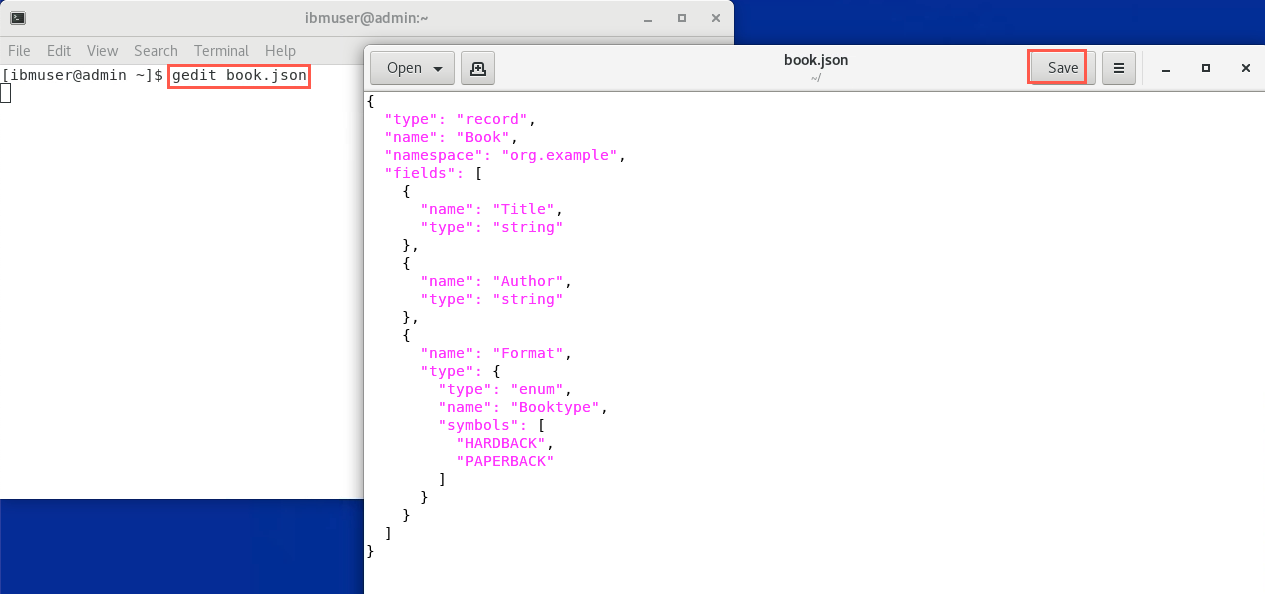 ibmuser@admin:~
File Edit View Search Terminal Help
[ibmuser@admin ~]$ gedit book.json
Open
book.json
~/
Save
{
  "type": "record",
  "name": "Book",
  "namespace": "org.example",
  "fields": [
    {
      "name": "Title",
      "type": "string"
    },
    {
      "name": "Author",
      "type": "string"
    },
    {
      "name": "Format",
      "type": {
        "type": "enum",
        "name": "Booktype",
        "symbols": [
          "HARDBACK",
          "PAPERBACK"
        ]
      }
    }
  ]
}